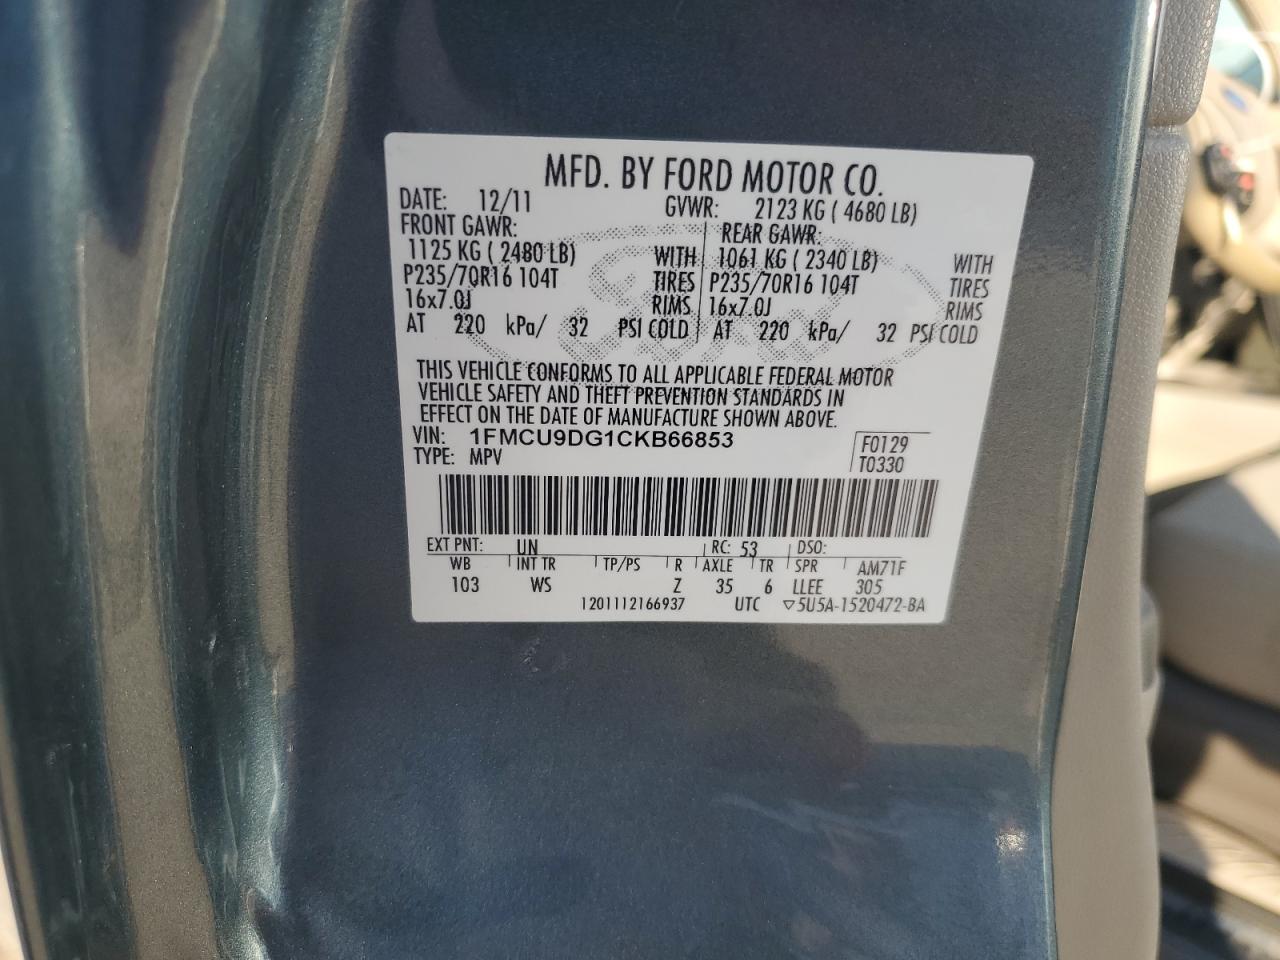 MFD. BY FORD MOTOR CO.
DATE: 12/11 GVWR: 2123 KG ( 4680 LB)
FRONT GAWR: REAR GAWR:
1125 KG ( 2480 LB) WITH 1061 KG ( 2340 LB) WITH
P235/70R16 104T TIRES P235/70R16 104T TIRES
16x7.0J RIMS 16x7.0J RIMS
AT 220 kPa/ 32 PSI COLD AT 220 kPa/ 32 PSI COLD
THIS VEHICLE CONFORMS TO ALL APPLICABLE FEDERAL MOTOR
VEHICLE SAFETY AND THEFT PREVENTION STANDARDS IN
EFFECT ON THE DATE OF MANUFACTURE SHOWN ABOVE.
VIN: 1FMCU9DG1CKB66853 F0129
TYPE: MPV T0330
EXT PNT: UN RC: 53 DSO:
WB INT TR TP/PS R AXLE TR SPR AM71F
103 WS Z 35 6 LLEE 305
1201112166937 UTC ▽5U5A-1520472-BA